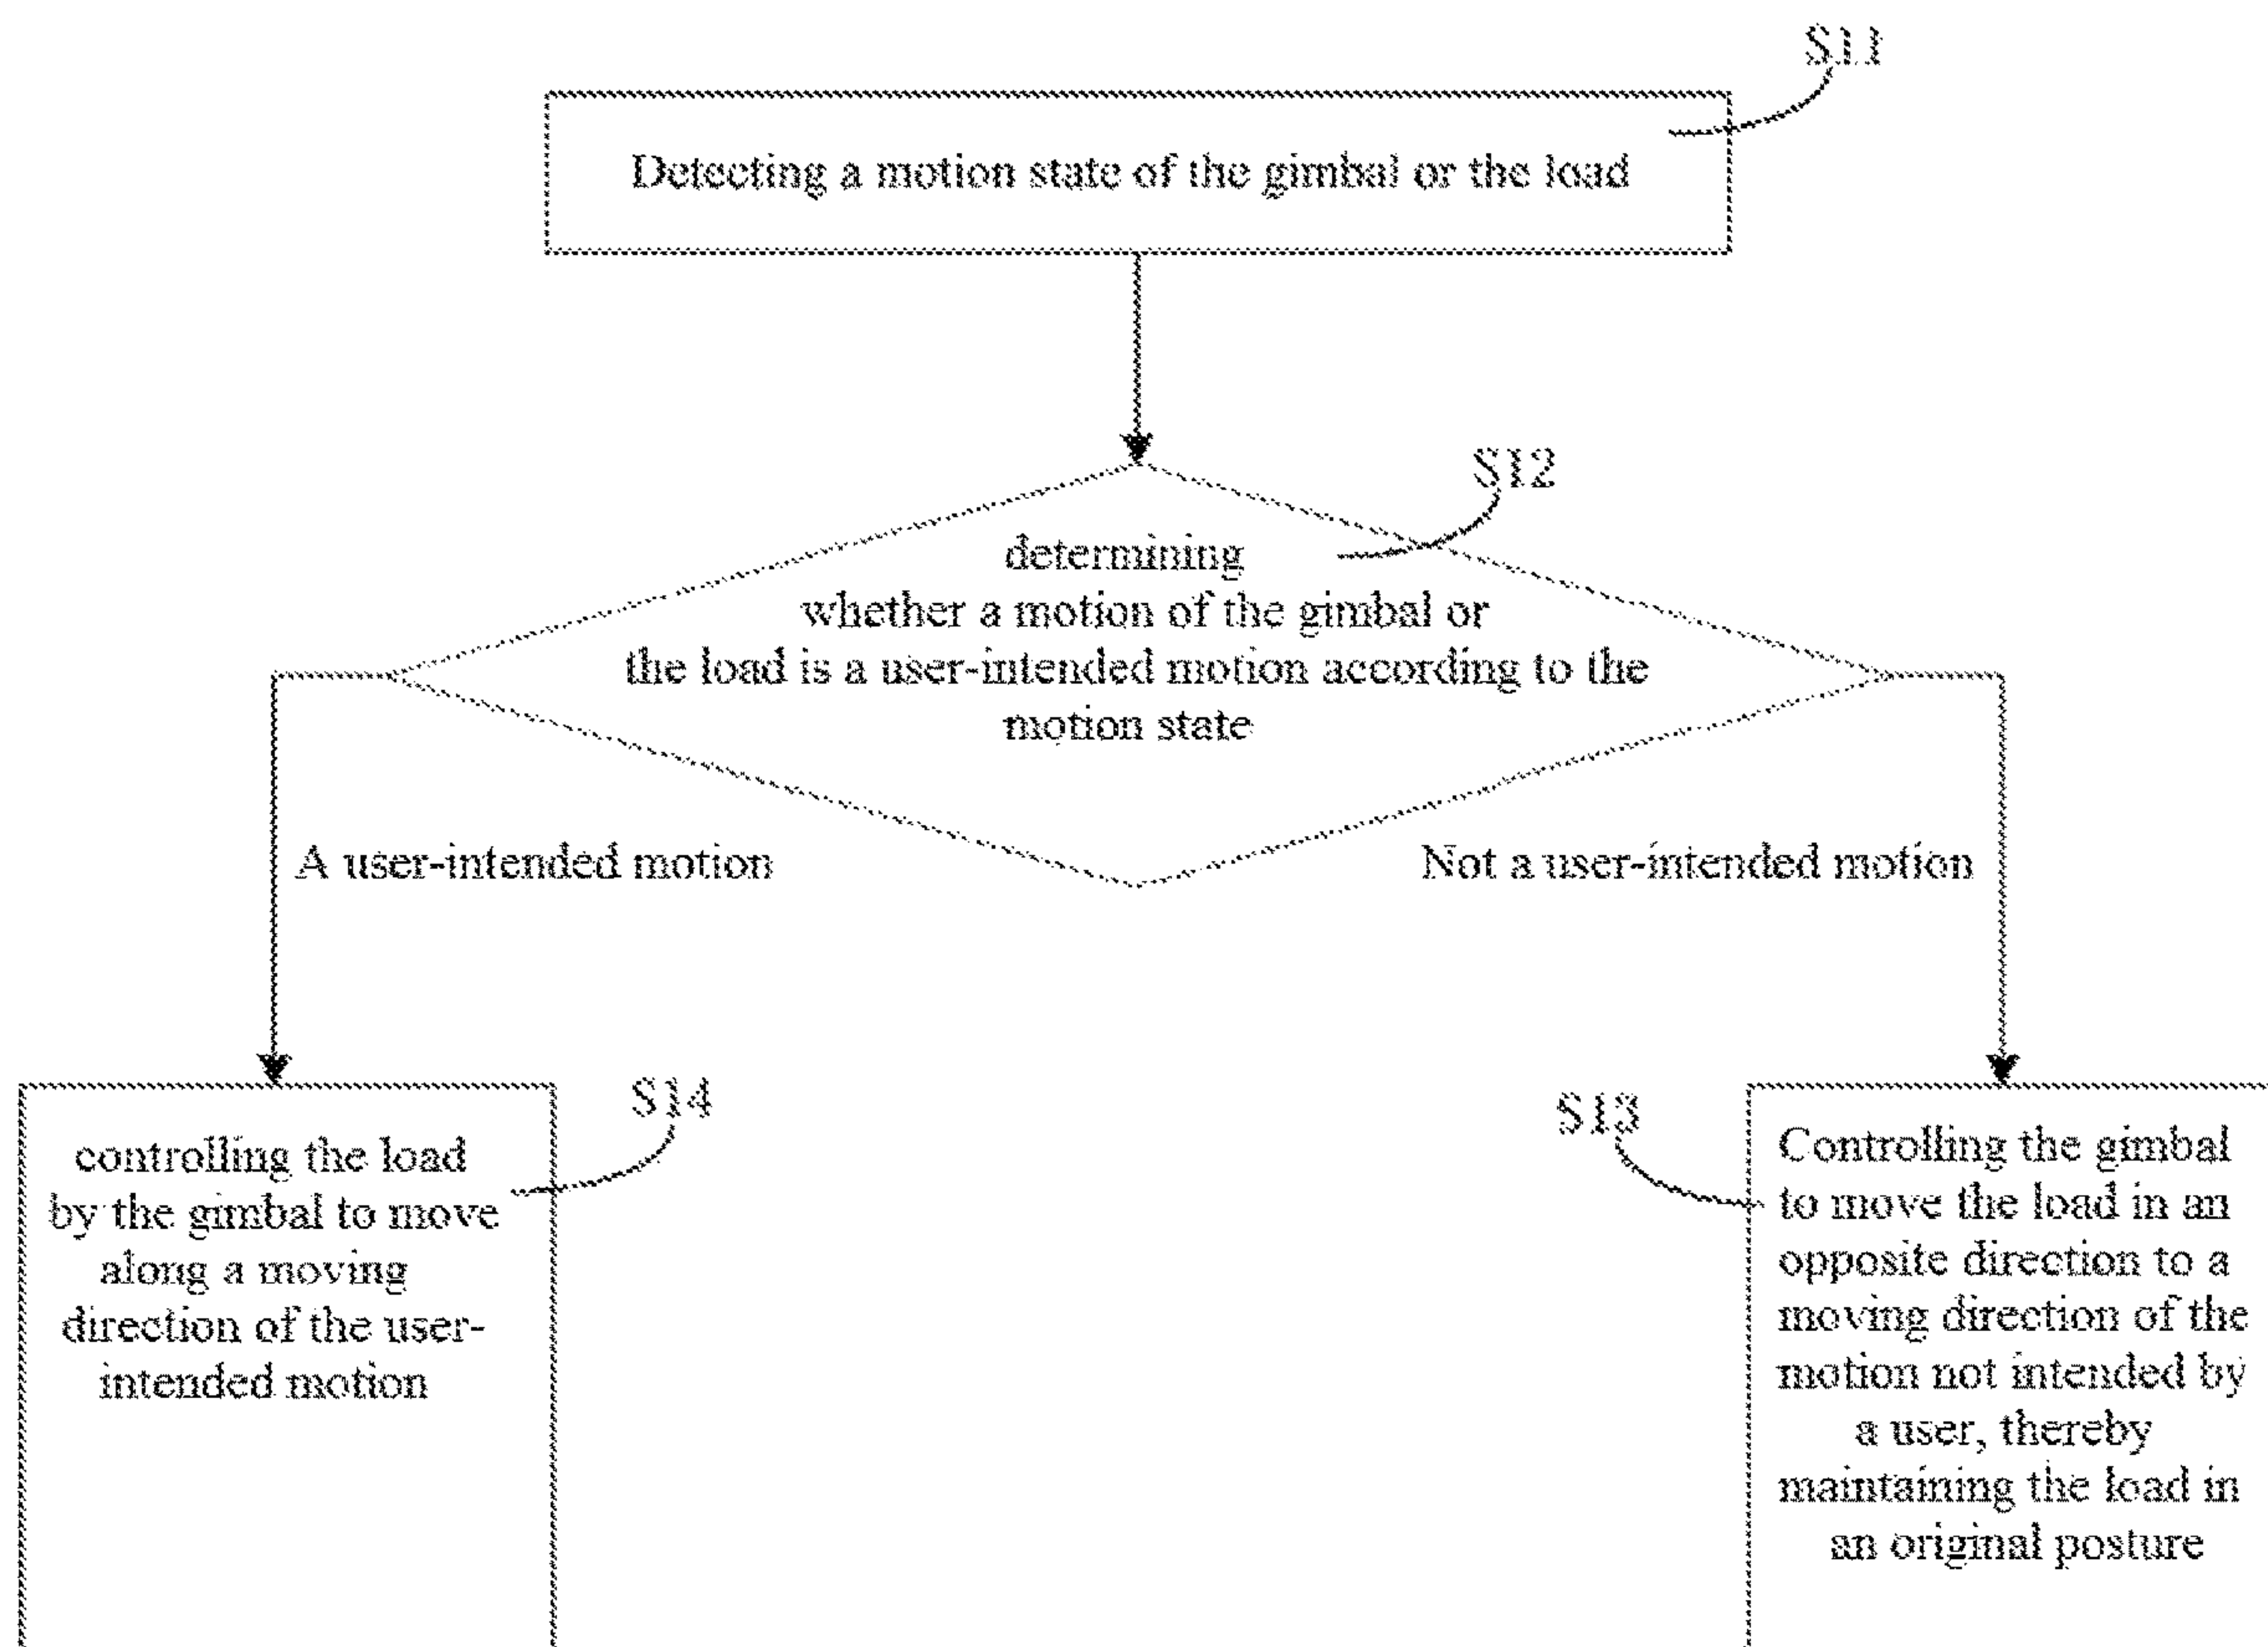 S11
Detecting a motion state of the gimbal or the load
S12
determining
whether a motion of the gimbal or
the load is a user-intended motion according to the
motion state
A user-intended motion
Not a user-intended motion
S14
controlling the load
by the gimbal to move
along a moving
direction of the user-
intended motion
S13
Controlling the gimbal
to move the load in an
opposite direction to a
moving direction of the
motion not intended by
a user, thereby
maintaining the load in
an original posture